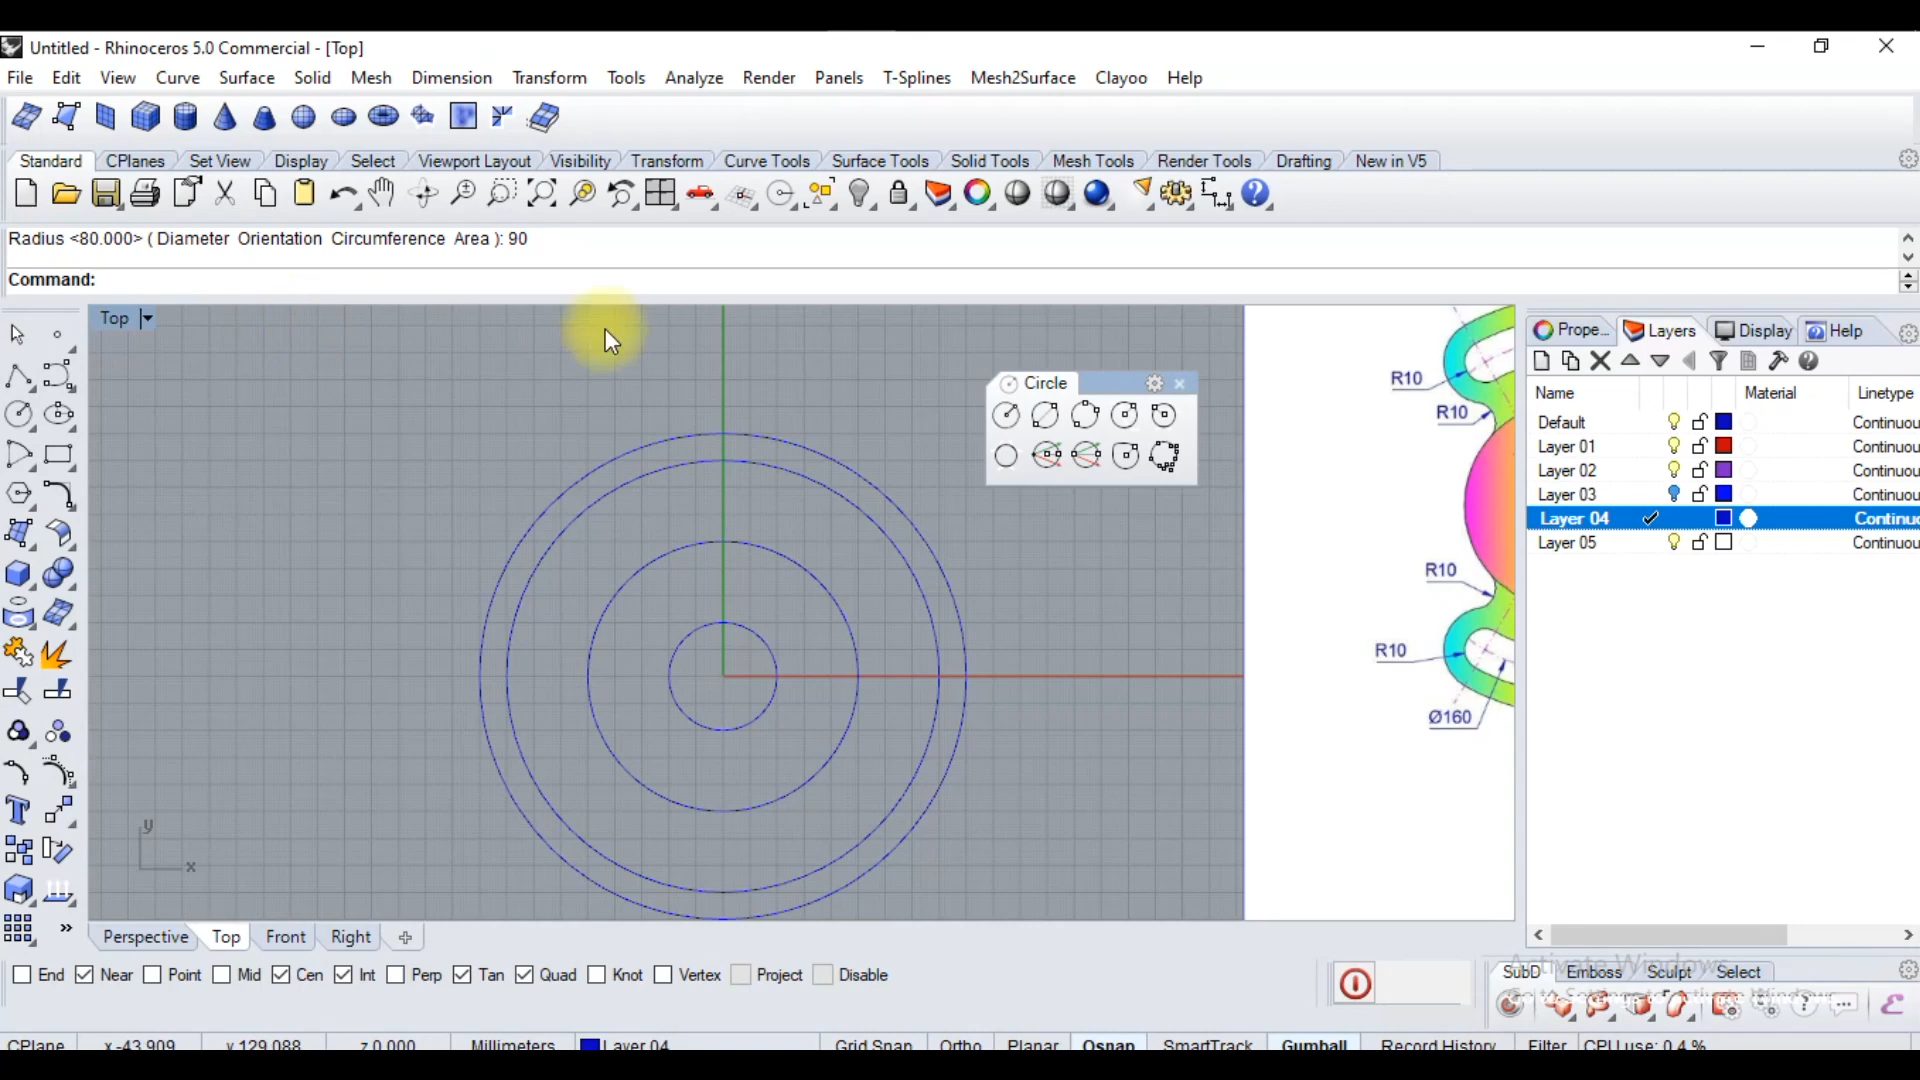 Untitled - Rhinoceros 5.0 Commercial - [Top]
File Edit View Curve Surface Solid Mesh Dimension Transform Tools Analyze Render Panels T-Splines Mesh2Surface Clayoo Help
Standard CPlanes Set View Display Select Viewport Layout Visibility Transform Curve Tools Surface Tools Solid Tools Mesh Tools Render Tools Drafting New in V5
Radius <80.000> ( Diameter Orientation Circumference Area ): 90
Command:
Top
Prope... Layers Display Help
Circle
R10
R10
Name Material Linetype
Default Continuou
Layer 01 Continuou
Layer 02 Continuou
Layer 03 Continuou
Layer 04 Continuc
Layer 05 Continuou
R10
R10
Ø160
y
x
Perspective Top Front Right
End Near Point Mid Cen Int Perp Tan Quad Knot Vertex Project Disable
Activate Windows
SubD Emboss Sculpt Select
CPlane x -43.909 y 129.088 z 0.000 Millimeters Layer 04 Grid Snap Ortho Planar Osnap SmartTrack Gumball Record History Filter CPU use: 0.4 %